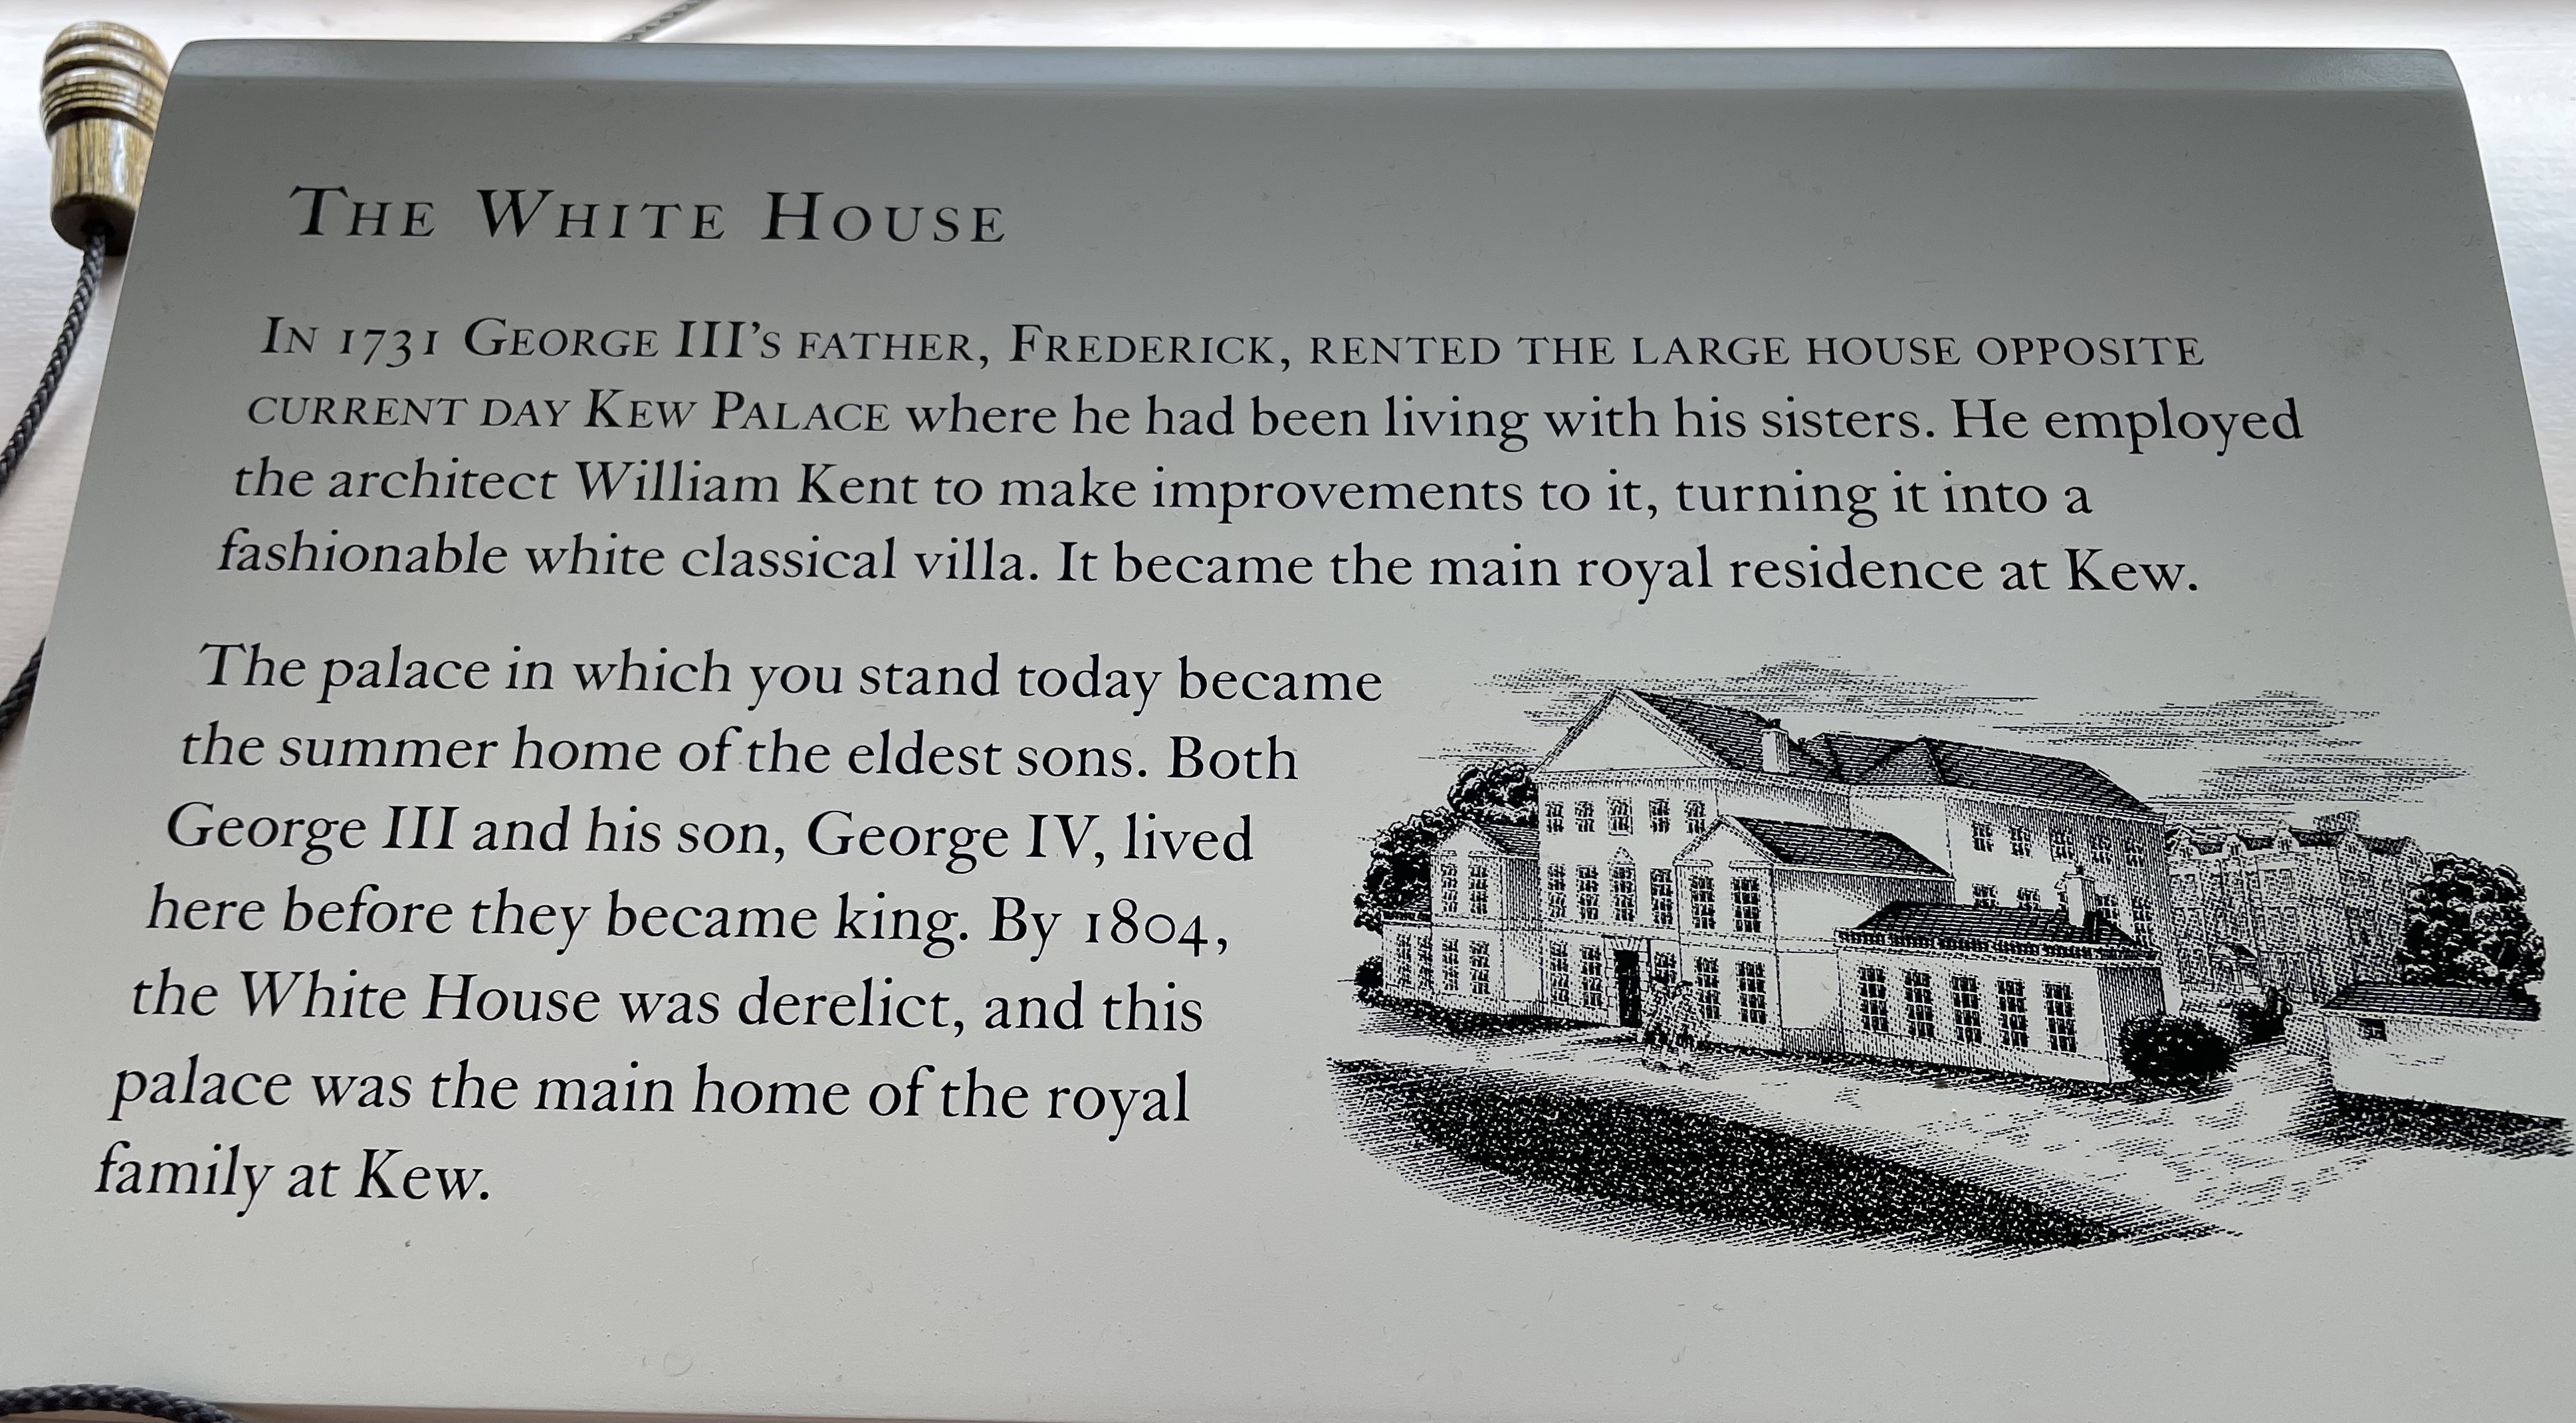 THE WHITE HOUSE
IN 1731 GEORGE III'S FATHER, FREDERICK, RENTED THE LARGE HOUSE OPPOSITE
CURRENT DAY KEW PALACE where he had been living with his sisters. He employed
the architect William Kent to make improvements to it, turning it into a
fashionable white classical villa. It became the main royal residence at Kew.
The palace in which you stand today became
the summer home of the eldest sons. Both
George III and his son, George IV, lived
here before they became king. By 1804,
the White House was derelict, and this
palace was the main home of the royal
family at Kew.